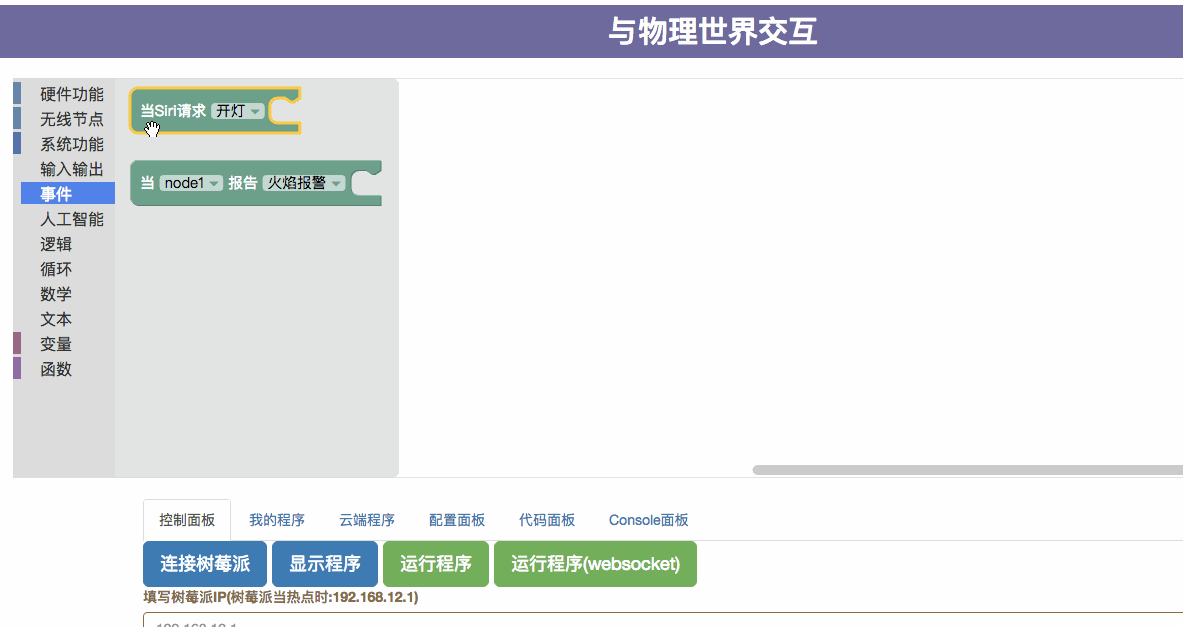 与物理世界交互
硬件功能
无线节点
系统功能
输入输出
事件
人工智能
逻辑
循环
数学
文本
变量
函数
当Siri请求 开灯
当 node1 报告 火焰报警
控制面板 我的程序 云端程序 配置面板 代码面板 Console面板
连接树莓派 显示程序 运行程序 运行程序(websocket)
填写树莓派IP(树莓派当热点时:192.168.12.1)
192.168.12.1